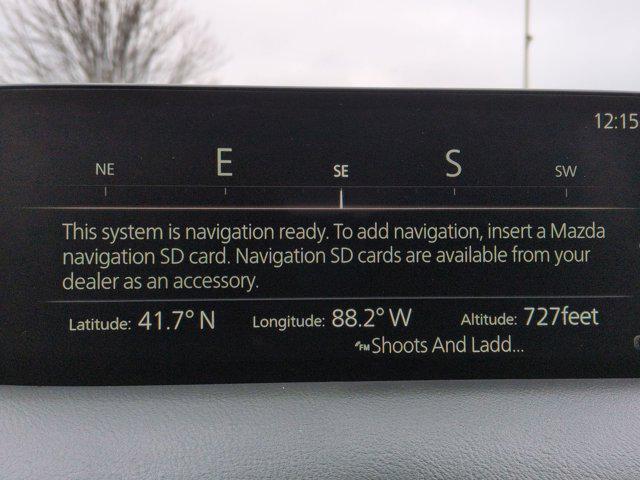 12:15
NE E SE S SW
This system is navigation ready. To add navigation, insert a Mazda
navigation SD card. Navigation SD cards are available from your
dealer as an accessory.
Latitude: 41.7° N Longitude: 88.2° W Altitude: 727feet
FM Shoots And Ladd...